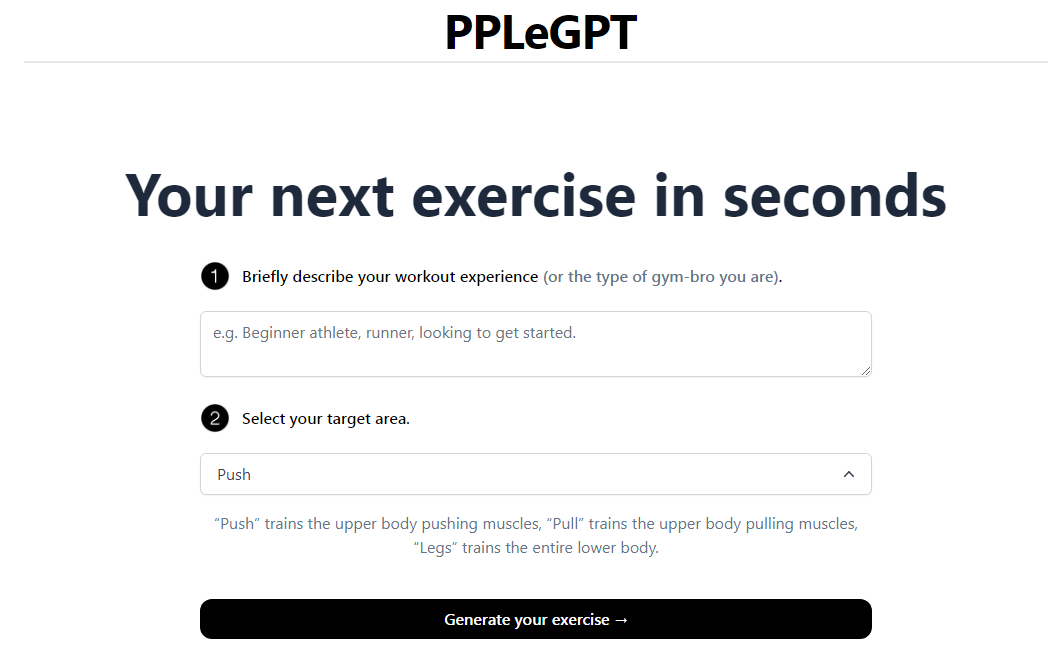 PPLeGPT
Your next exercise in seconds
1 Briefly describe your workout experience (or the type of gym-bro you are).
e.g. Beginner athlete, runner, looking to get started.
2 Select your target area.
Push
“Push” trains the upper body pushing muscles, “Pull” trains the upper body pulling muscles,
“Legs” trains the entire lower body.
Generate your exercise →